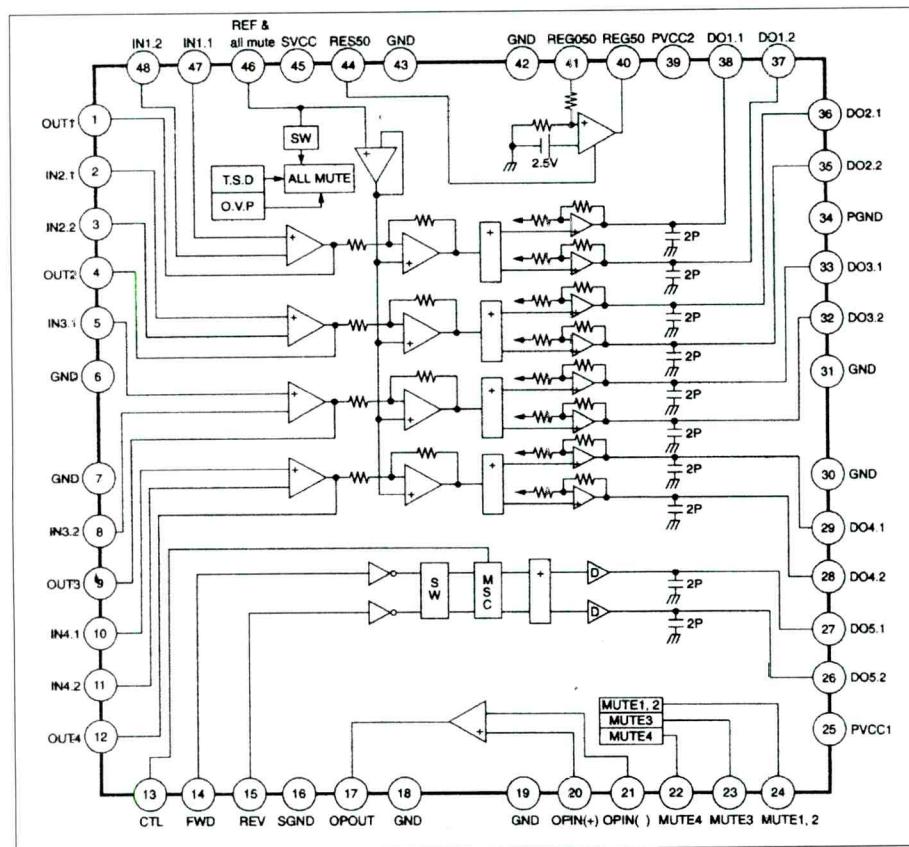 REF &
IN1.2 IN1.1 all mute SVCC RES50 GND GND REG050 REG50 PVCC2 DO1.1 DO1.2
48 47 46 45 44 43 42 41 40 39 38 37
1 OUT1
2 IN2.1
3 IN2.2
4 OUT2
5 IN3.1
6 GND
7 GND
8 IN3.2
9 OUT3
10 IN4.1
11 IN4.2
12 OUT4
SW
T.S.D ALL MUTE
O.V.P
2.5V
+
+
+ + + + 2P
+ 2P
+ + + + 2P
+ 2P
+ + + + 2P
+ 2P
+ + + + 2P
+ 2P
SW MSC + D 2P
D 2P
+
MUTE1, 2
MUTE3
MUTE4
36 DO2.1
35 DO2.2
34 PGND
33 DO3.1
32 DO3.2
31 GND
30 GND
29 DO4.1
28 DO4.2
27 DO5.1
26 DO5.2
25 PVCC1
13 14 15 16 17 18 19 20 21 22 23 24
CTL FWD REV SGND OPOUT GND GND OPIN(+) OPIN( ) MUTE4 MUTE3 MUTE1, 2